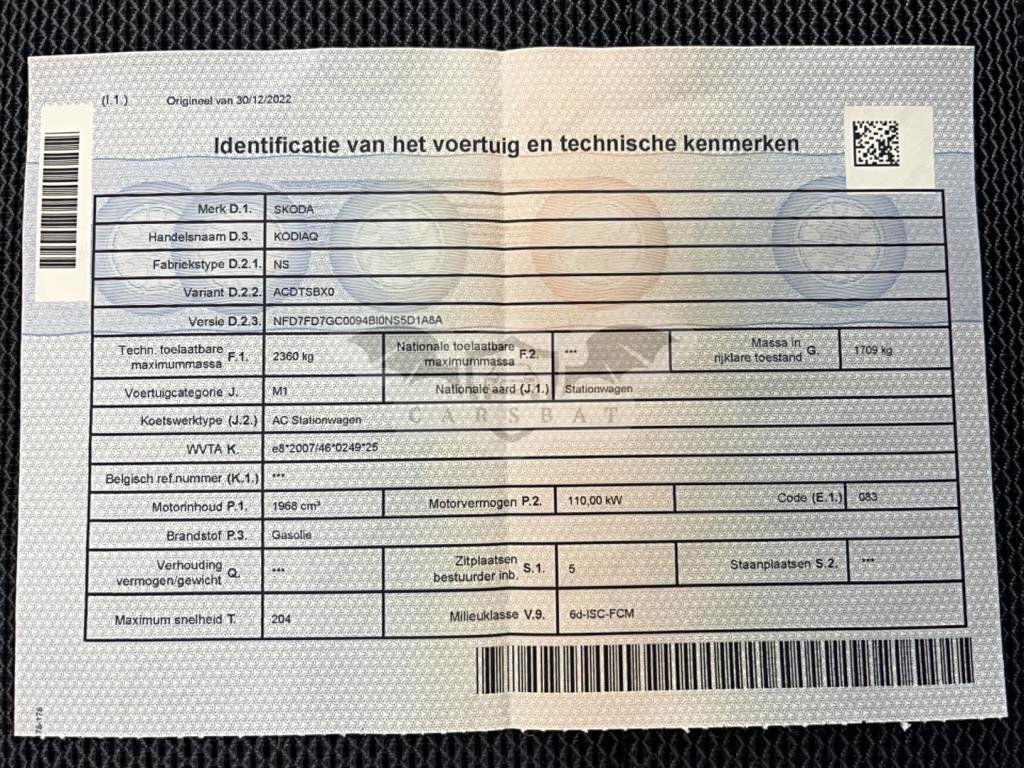 (I.1.) Origineel van 30/12/2022
Identificatie van het voertuig en technische kenmerken
Merk D.1. SKODA
Handelsnaam D.3. KODIAQ
Fabriekstype D.2.1. NS
Variant D.2.2. ACDTSBX0
Versie D.2.3. NFD7FD7GC0094BI0NS5D1A8A
Techn. toelaatbare maximummassa F.1. 2360 kg Nationale toelaatbare maximummassa F.2. *** Massa in rijklare toestand G. 1709 kg
Voertuigcategorie J. M1 Nationale aard (J.1.) Stationwagen
CARSBAT
Koetswerktype (J.2.) AC Stationwagen
WVTA K. e8*2007/46*0249*25
Belgisch ref.nummer (K.1.) ***
Motorinhoud P.1. 1968 cm³ Motorvermogen P.2. 110,00 kW Code (E.1.) 083
Brandstof P.3. Gasolie
Verhouding vermogen/gewicht Q. *** Zitplaatsen bestuurder inb. S.1. 5 Staanplaatsen S.2. ***
Maximum snelheid T. 204 Milieuklasse V.9. 6d-ISC-FCM